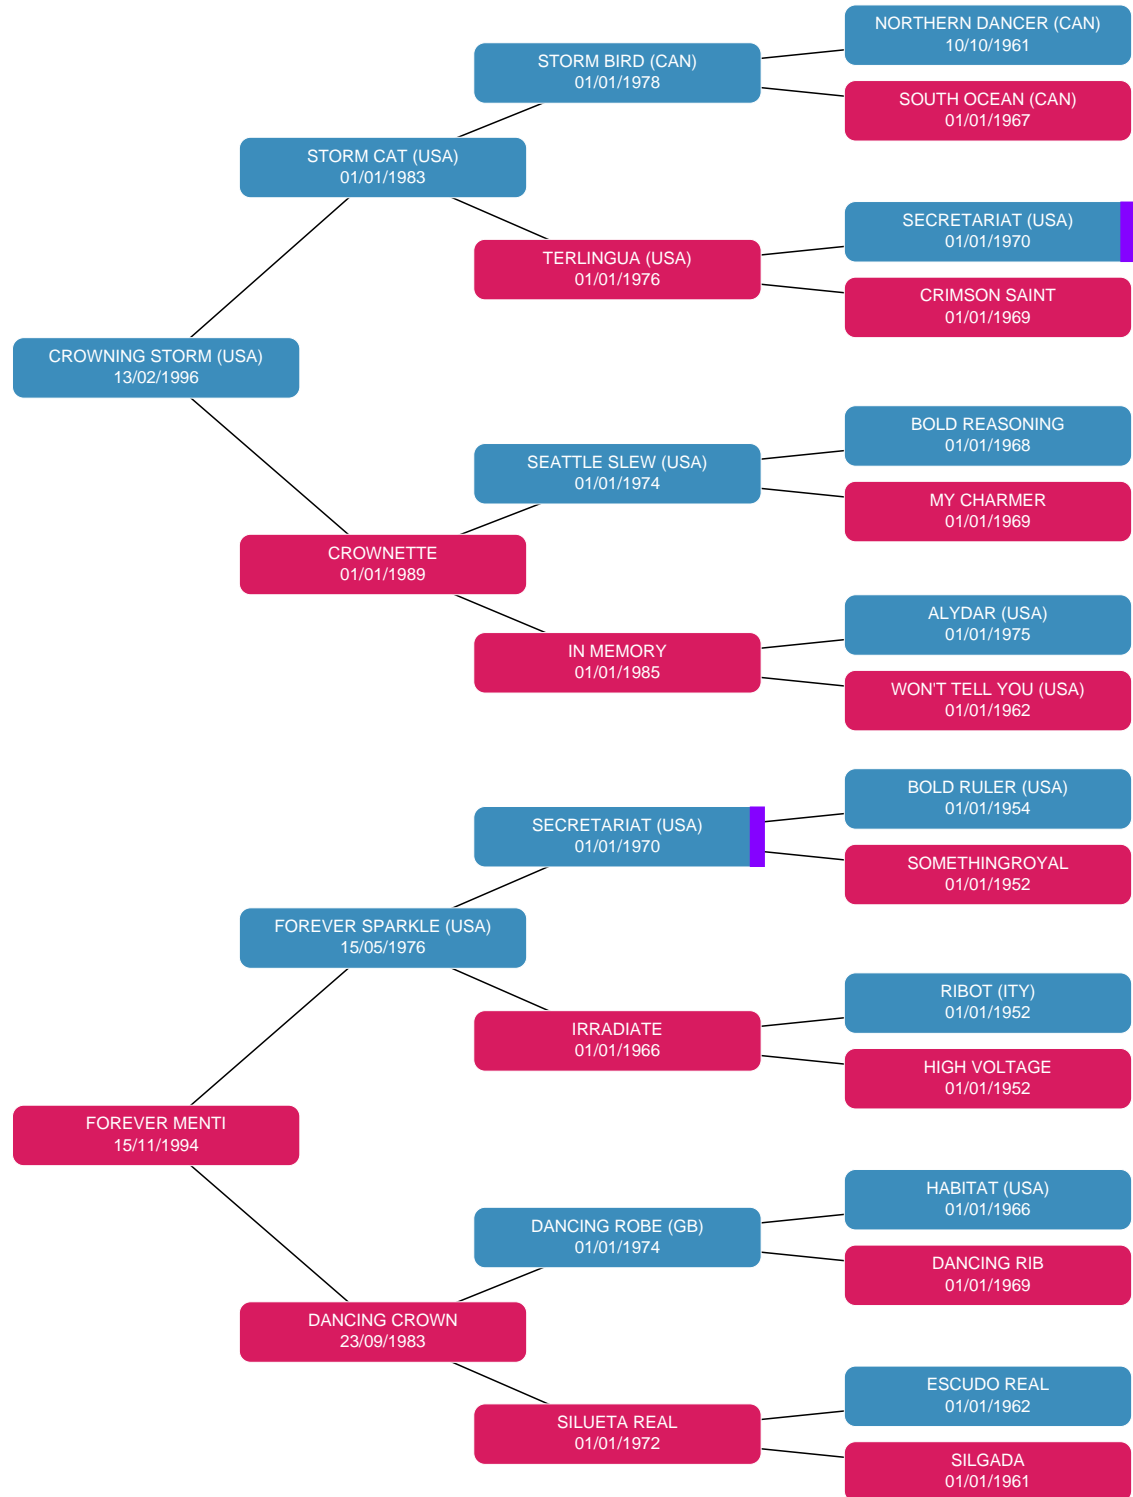 NORTHERN DANCER (CAN)
10/10/1961
STORM BIRD (CAN)
01/01/1978
SOUTH OCEAN (CAN)
01/01/1967
STORM CAT (USA)
01/01/1983
SECRETARIAT (USA)
01/01/1970
TERLINGUA (USA)
01/01/1976
CRIMSON SAINT
01/01/1969
CROWNING STORM (USA)
13/02/1996
BOLD REASONING
01/01/1968
SEATTLE SLEW (USA)
01/01/1974
MY CHARMER
01/01/1969
CROWNETTE
01/01/1989
ALYDAR (USA)
01/01/1975
IN MEMORY
01/01/1985
WON'T TELL YOU (USA)
01/01/1962
BOLD RULER (USA)
01/01/1954
SECRETARIAT (USA)
01/01/1970
SOMETHINGROYAL
01/01/1952
FOREVER SPARKLE (USA)
15/05/1976
RIBOT (ITY)
01/01/1952
IRRADIATE
01/01/1966
HIGH VOLTAGE
01/01/1952
FOREVER MENTI
15/11/1994
HABITAT (USA)
01/01/1966
DANCING ROBE (GB)
01/01/1974
DANCING RIB
01/01/1969
DANCING CROWN
23/09/1983
ESCUDO REAL
01/01/1962
SILUETA REAL
01/01/1972
SILGADA
01/01/1961